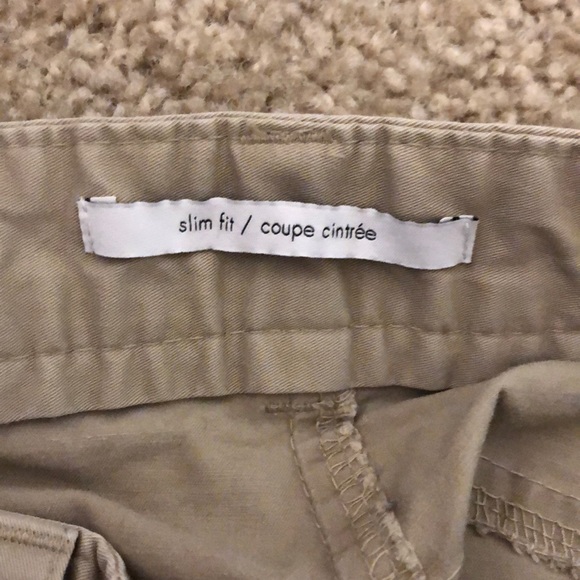 slim fit / coupe cintrée